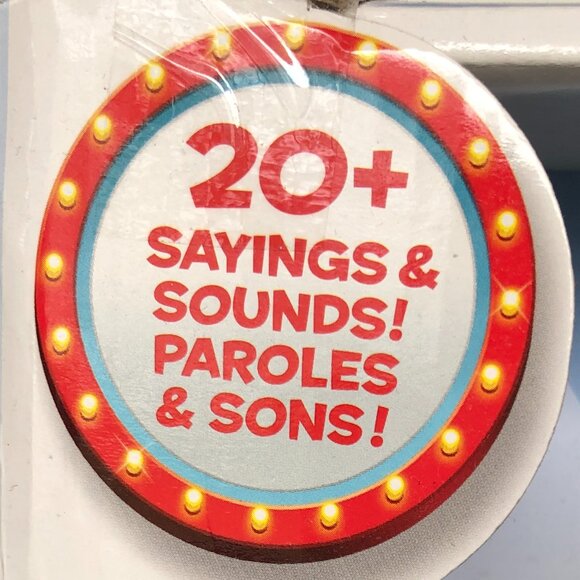 20+
SAYINGS &
SOUNDS!
PAROLES
& SONS!